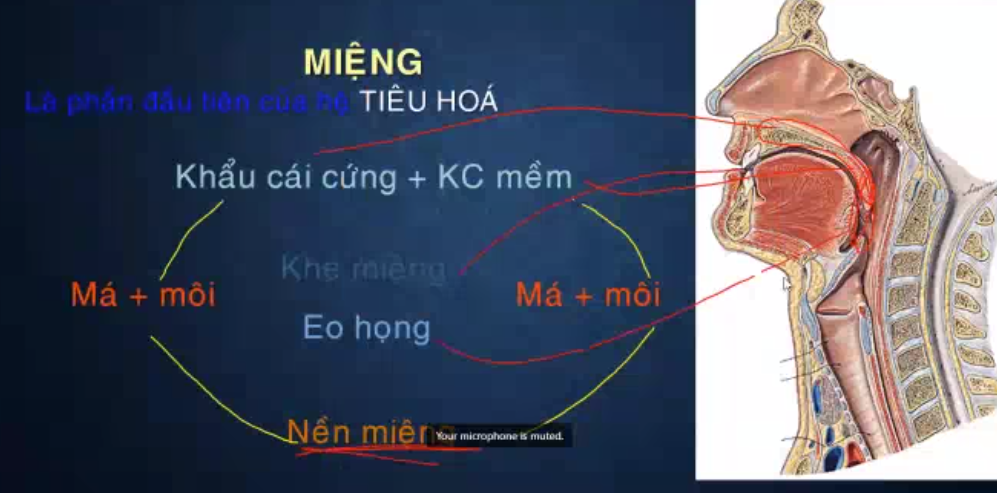 MIỆNG
Là phần đầu tiên của hệ TIÊU HOÁ
Khẩu cái cứng + KC mềm
Khe miệng
Má + môi
Má + môi
Eo họng
Nền miện
Your microphone is muted.